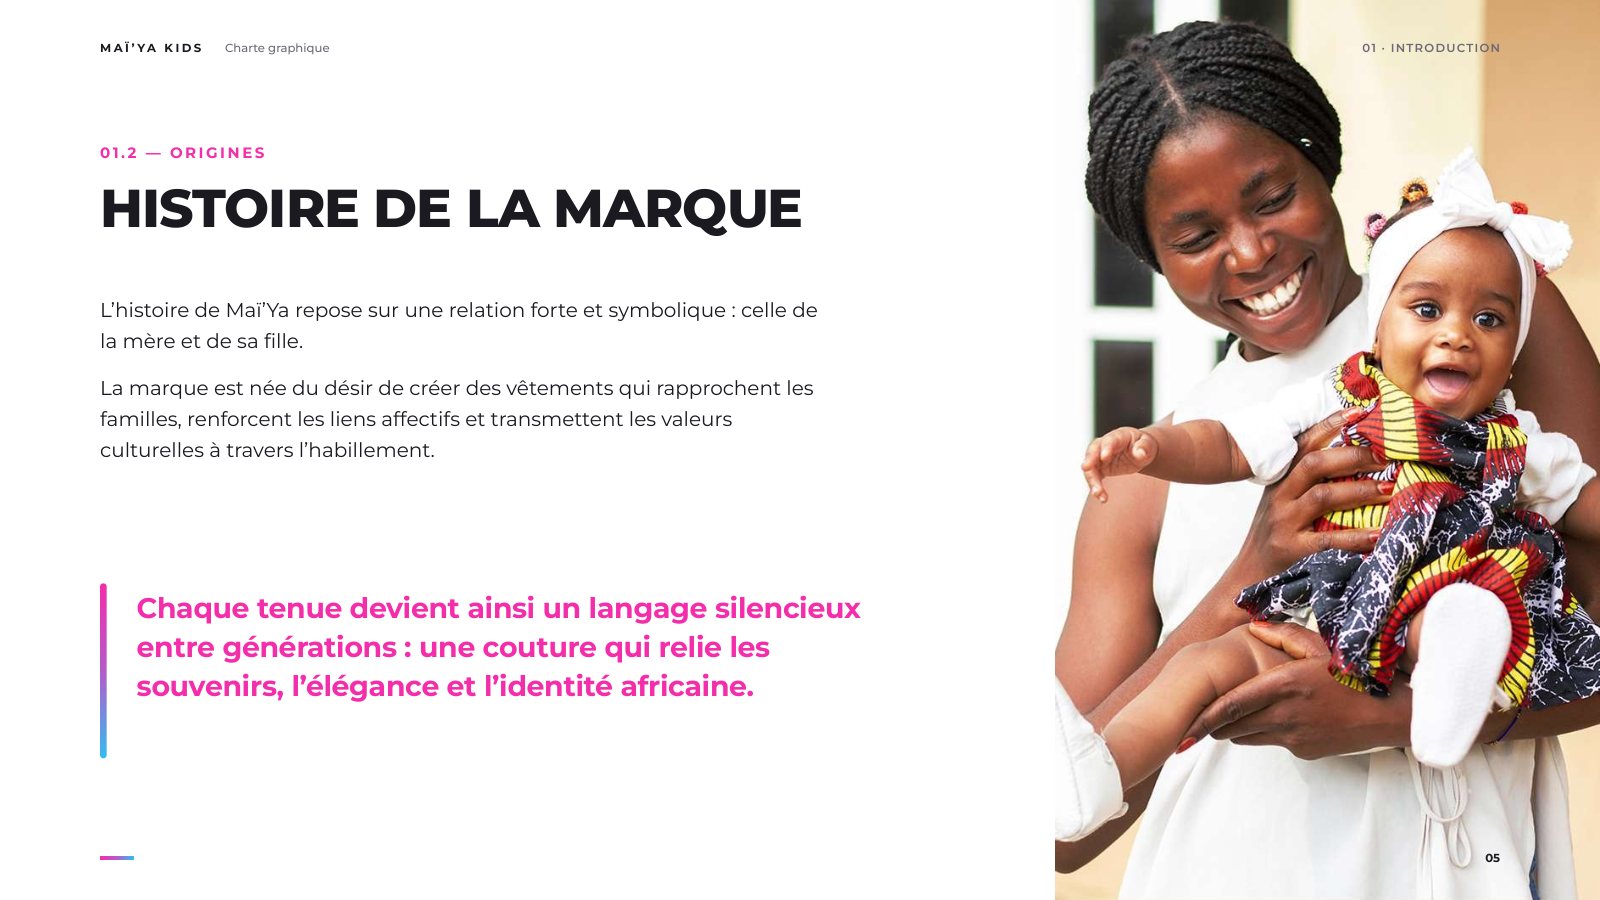 MAÏ’YA KIDS Charte graphique
01 · INTRODUCTION
01.2 — ORIGINES
HISTOIRE DE LA MARQUE
L’histoire de Maï’Ya repose sur une relation forte et symbolique : celle de
la mère et de sa fille.
La marque est née du désir de créer des vêtements qui rapprochent les
familles, renforcent les liens affectifs et transmettent les valeurs
culturelles à travers l’habillement.
Chaque tenue devient ainsi un langage silencieux
entre générations : une couture qui relie les
souvenirs, l’élégance et l’identité africaine.
05